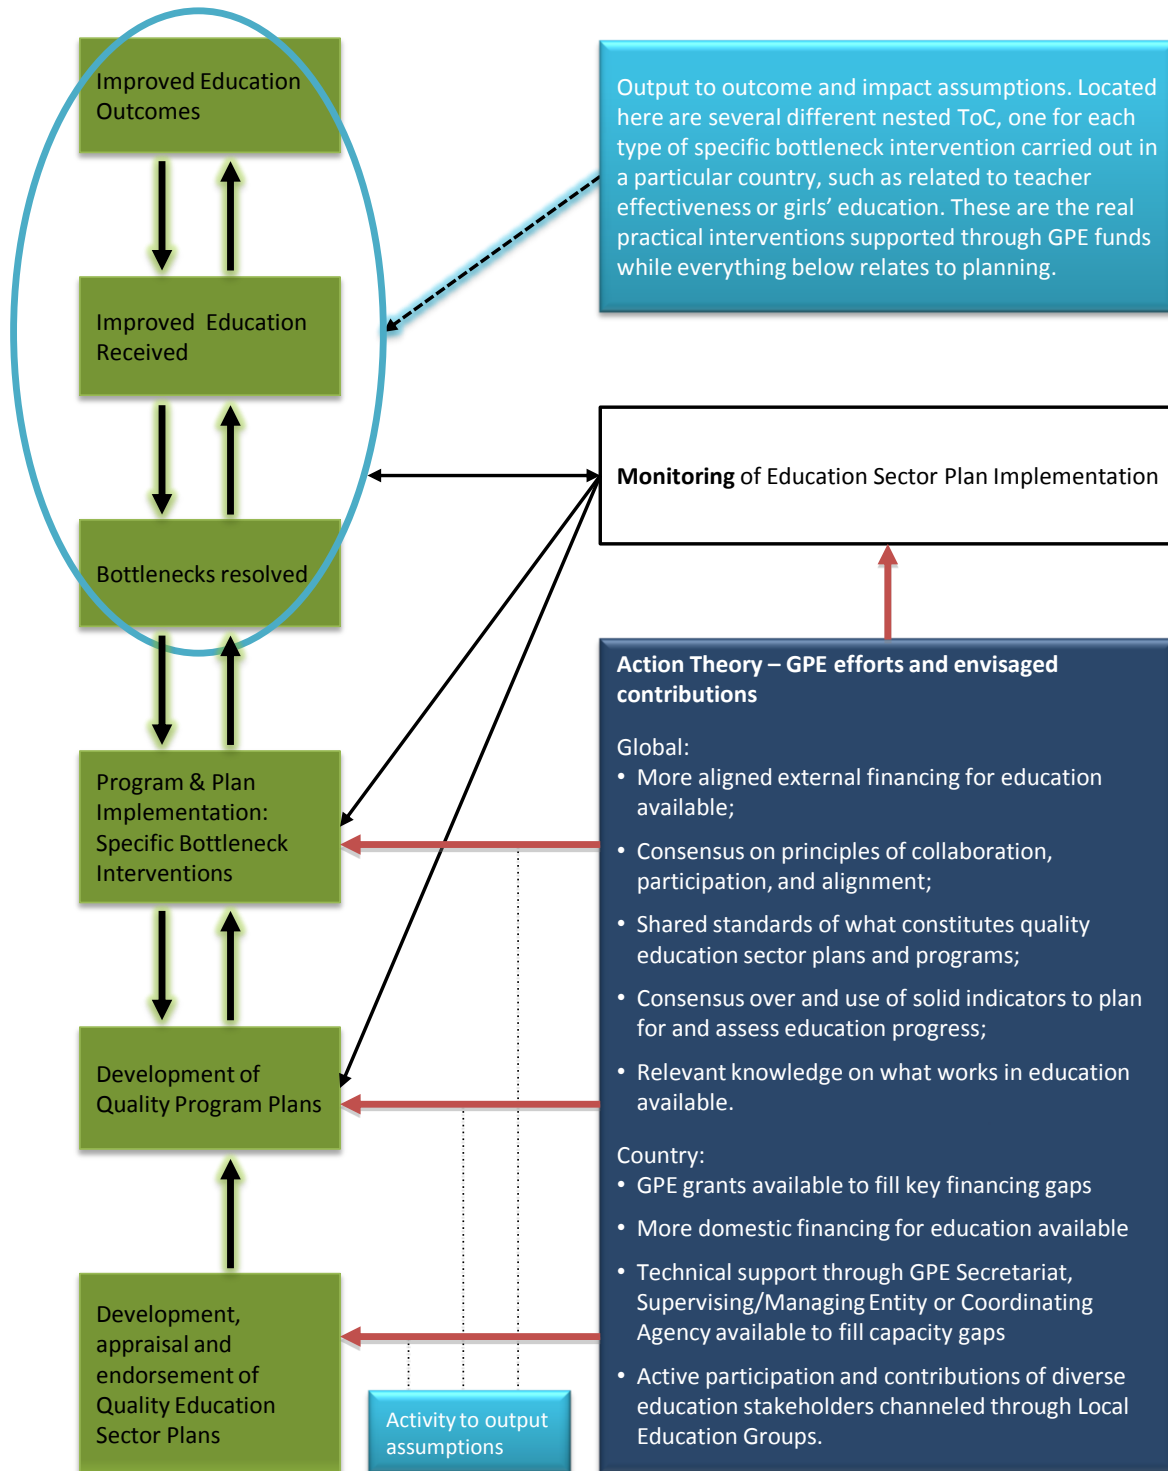 Improved Education
Outcomes
Output to outcome and impact assumptions. Located
here are several different nested ToC, one for each
type of specific bottleneck intervention carried out in
a particular country, such as related to teacher
effectiveness or girls’ education. These are the real
practical interventions supported through GPE funds
while everything below relates to planning.
Improved Education
Received
Monitoring of Education Sector Plan Implementation
Bottlenecks resolved
Program & Plan
Implementation:
Specific Bottleneck
Interventions
Development of
Quality Program Plans
Development,
appraisal and
endorsement of
Quality Education
Sector Plans
Activity to output
assumptions
Action Theory – GPE efforts and envisaged
contributions
Global:
• More aligned external financing for education
available;
• Consensus on principles of collaboration,
participation, and alignment;
• Shared standards of what constitutes quality
education sector plans and programs;
• Consensus over and use of solid indicators to plan
for and assess education progress;
• Relevant knowledge on what works in education
available.
Country:
• GPE grants available to fill key financing gaps
• More domestic financing for education available
• Technical support through GPE Secretariat,
Supervising/Managing Entity or Coordinating
Agency available to fill capacity gaps
• Active participation and contributions of diverse
education stakeholders channeled through Local
Education Groups.